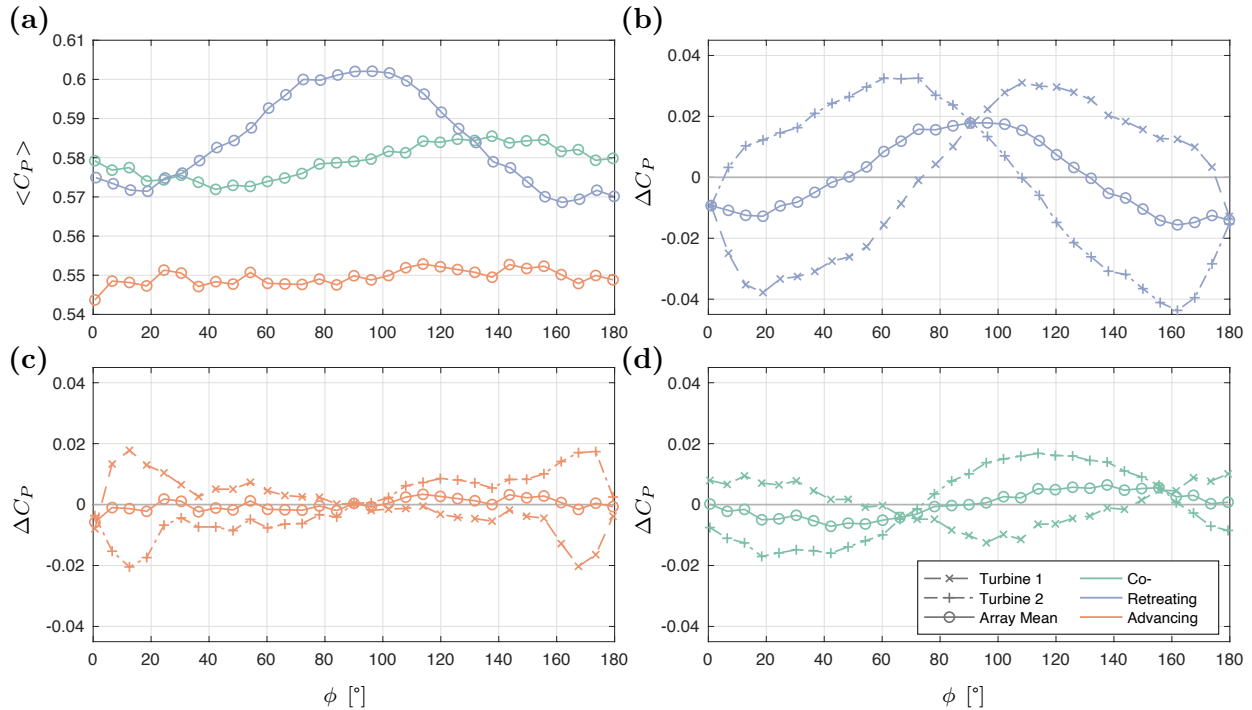 (a)
0.61
0.6
0.59
0.58
0.57
0.56
0.55
0.54
<C_P>
0 20 40 60 80 100 120 140 160 180
(b)
0.04
0.02
0
-0.02
-0.04
ΔC_P
0 20 40 60 80 100 120 140 160 180
(c)
0.04
0.02
0
-0.02
-0.04
ΔC_P
0 20 40 60 80 100 120 140 160 180
ϕ [°]
(d)
0.04
0.02
0
-0.02
-0.04
ΔC_P
0 20 40 60 80 100 120 140 160 180
ϕ [°]
Turbine 1 Co-
Turbine 2 Retreating
Array Mean Advancing